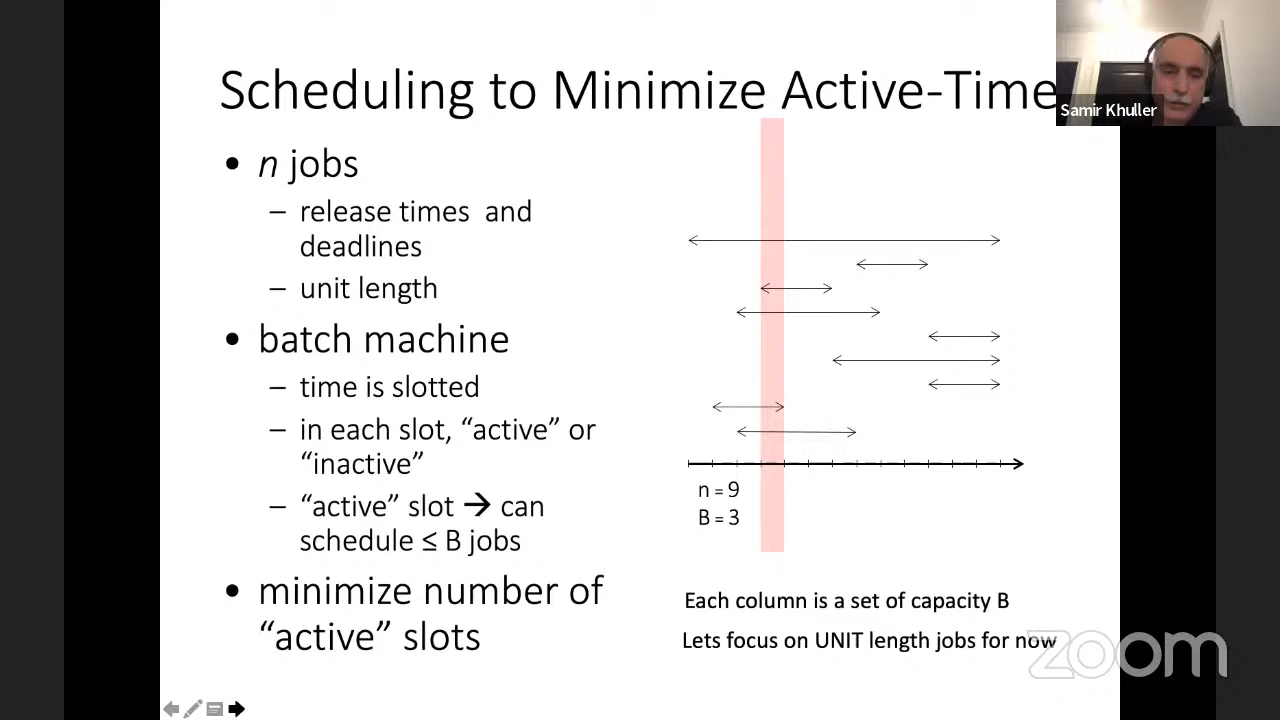 Scheduling to Minimize Active-Time
Samir Khuller
• n jobs
– release times and
deadlines
– unit length
• batch machine
– time is slotted
– in each slot, “active” or
“inactive”
– “active” slot → can
schedule ≤ B jobs
• minimize number of
“active” slots
n = 9
B = 3
Each column is a set of capacity B
Lets focus on UNIT length jobs for now
zoom